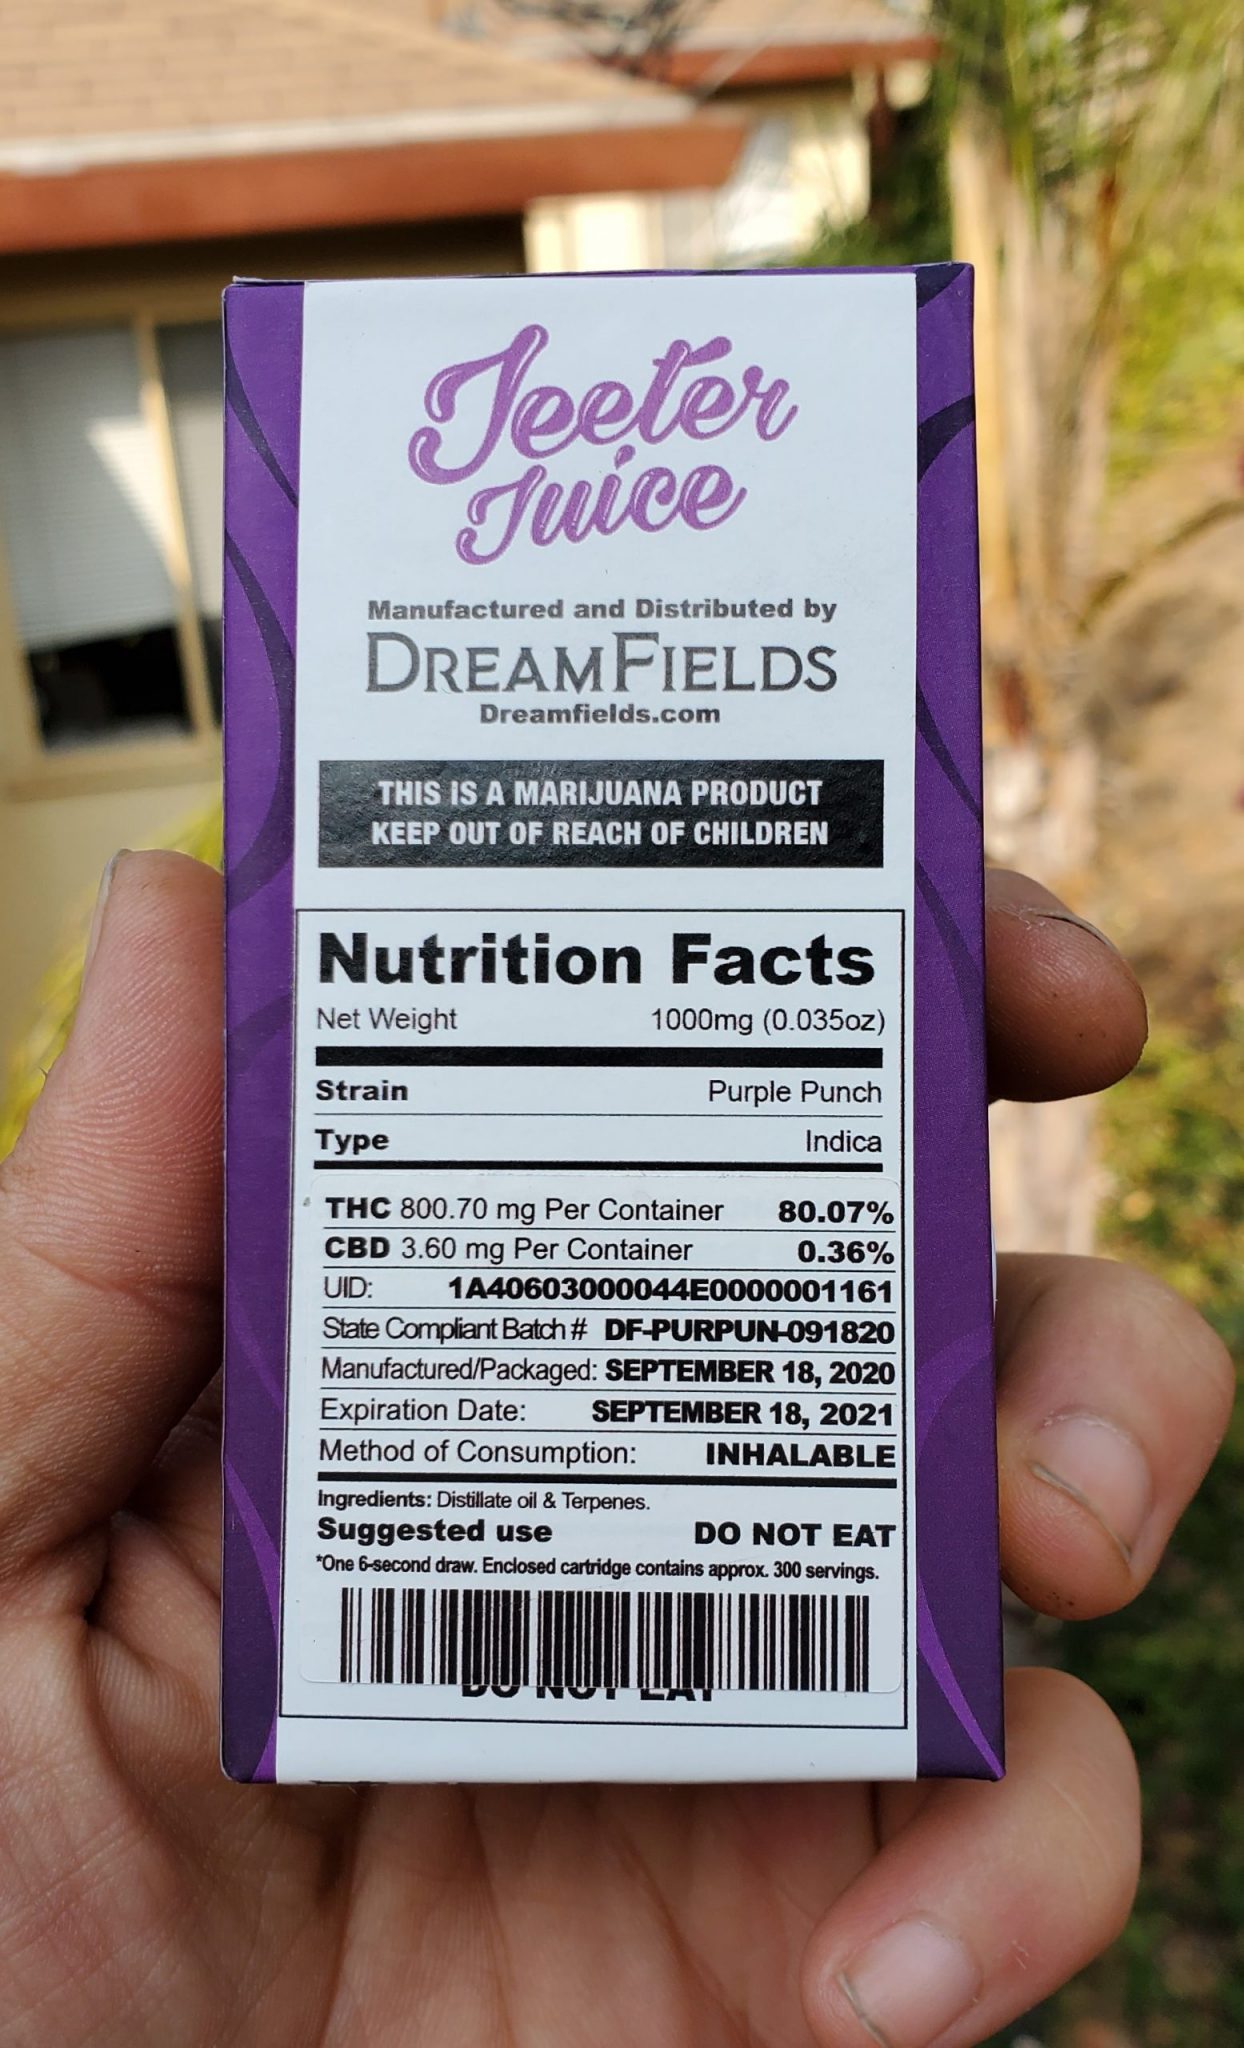 Jeeter
Juice
Manufactured and Distributed by
DREAMFIELDS
Dreamfields.com
THIS IS A MARIJUANA PRODUCT
KEEP OUT OF REACH OF CHILDREN
Nutrition Facts
Net Weight 1000mg (0.035oz)
Strain Purple Punch
Type Indica
THC 800.70 mg Per Container 80.07%
CBD 3.60 mg Per Container 0.36%
UID: 1A40603000044E0000001161
State Compliant Batch # DF-PURPUN-091820
Manufactured/Packaged: SEPTEMBER 18, 2020
Expiration Date: SEPTEMBER 18, 2021
Method of Consumption: INHALABLE
Ingredients: Distillate oil & Terpenes.
Suggested use DO NOT EAT
*One 6-second draw. Enclosed cartridge contains approx. 300 servings.
DO NOT EAT